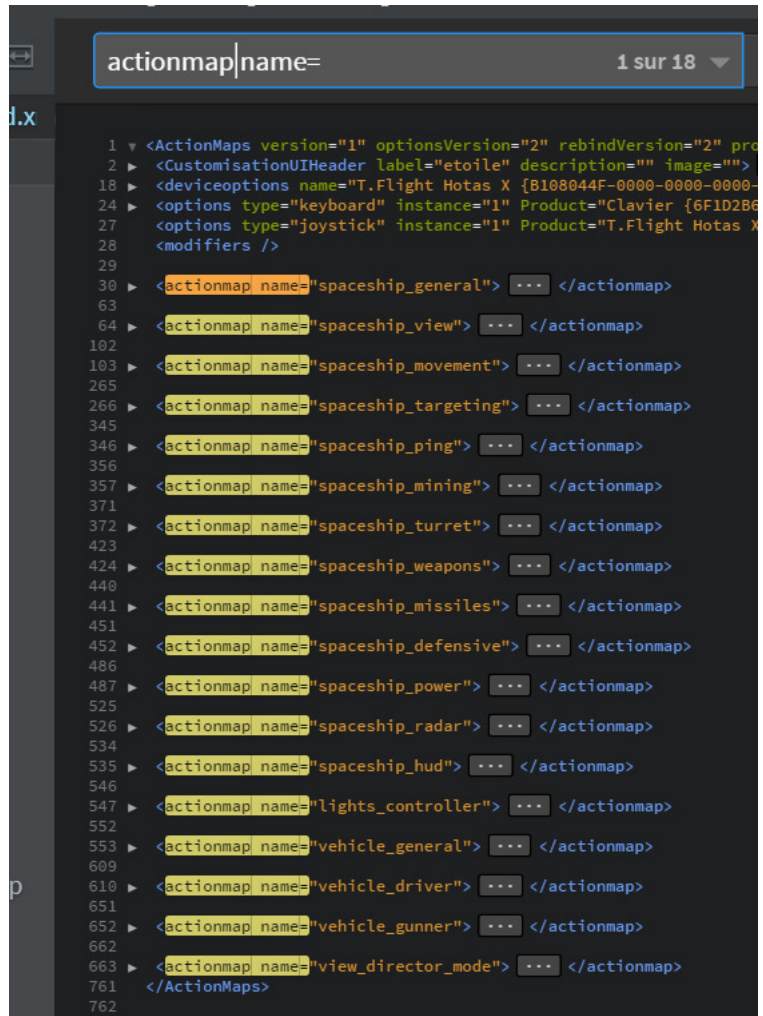 actionmap name= 1 sur 18
d.x
1 <ActionMaps version="1" optionsVersion="2" rebindVersion="2" pro
2 <CustomisationUIHeader label="etoile" description="" image="">
18 <deviceoptions name="T.Flight Hotas X {B108044F-0000-0000-0000-
24 <options type="keyboard" instance="1" Product="Clavier {6F1D2B6
27 <options type="joystick" instance="1" Product="T.Flight Hotas X
28 <modifiers />
29
30 <actionmap name="spaceship_general"> ... </actionmap>
63
64 <actionmap name="spaceship_view"> ... </actionmap>
102
103 <actionmap name="spaceship_movement"> ... </actionmap>
265
266 <actionmap name="spaceship_targeting"> ... </actionmap>
345
346 <actionmap name="spaceship_ping"> ... </actionmap>
356
357 <actionmap name="spaceship_mining"> ... </actionmap>
371
372 <actionmap name="spaceship_turret"> ... </actionmap>
423
424 <actionmap name="spaceship_weapons"> ... </actionmap>
440
441 <actionmap name="spaceship_missiles"> ... </actionmap>
451
452 <actionmap name="spaceship_defensive"> ... </actionmap>
486
487 <actionmap name="spaceship_power"> ... </actionmap>
525
526 <actionmap name="spaceship_radar"> ... </actionmap>
534
535 <actionmap name="spaceship_hud"> ... </actionmap>
546
547 <actionmap name="lights_controller"> ... </actionmap>
552
553 <actionmap name="vehicle_general"> ... </actionmap>
609
p
610 <actionmap name="vehicle_driver"> ... </actionmap>
651
652 <actionmap name="vehicle_gunner"> ... </actionmap>
662
663 <actionmap name="view_director_mode"> ... </actionmap>
761 </ActionMaps>
762